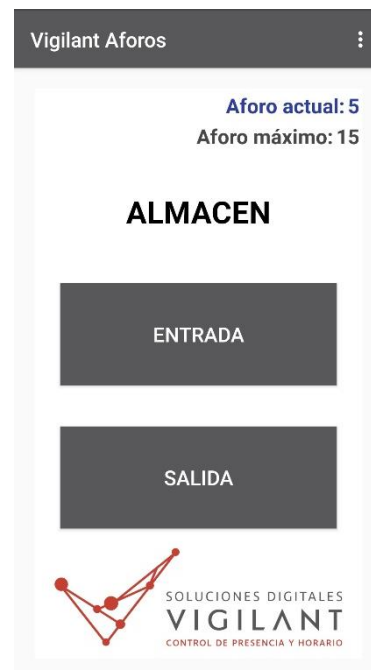 Vigilant Aforos
Aforo actual: 5
Aforo máximo: 15
ALMACEN
ENTRADA
SALIDA
SOLUCIONES DIGITALES
VIGILANT
CONTROL DE PRESENCIA Y HORARIO